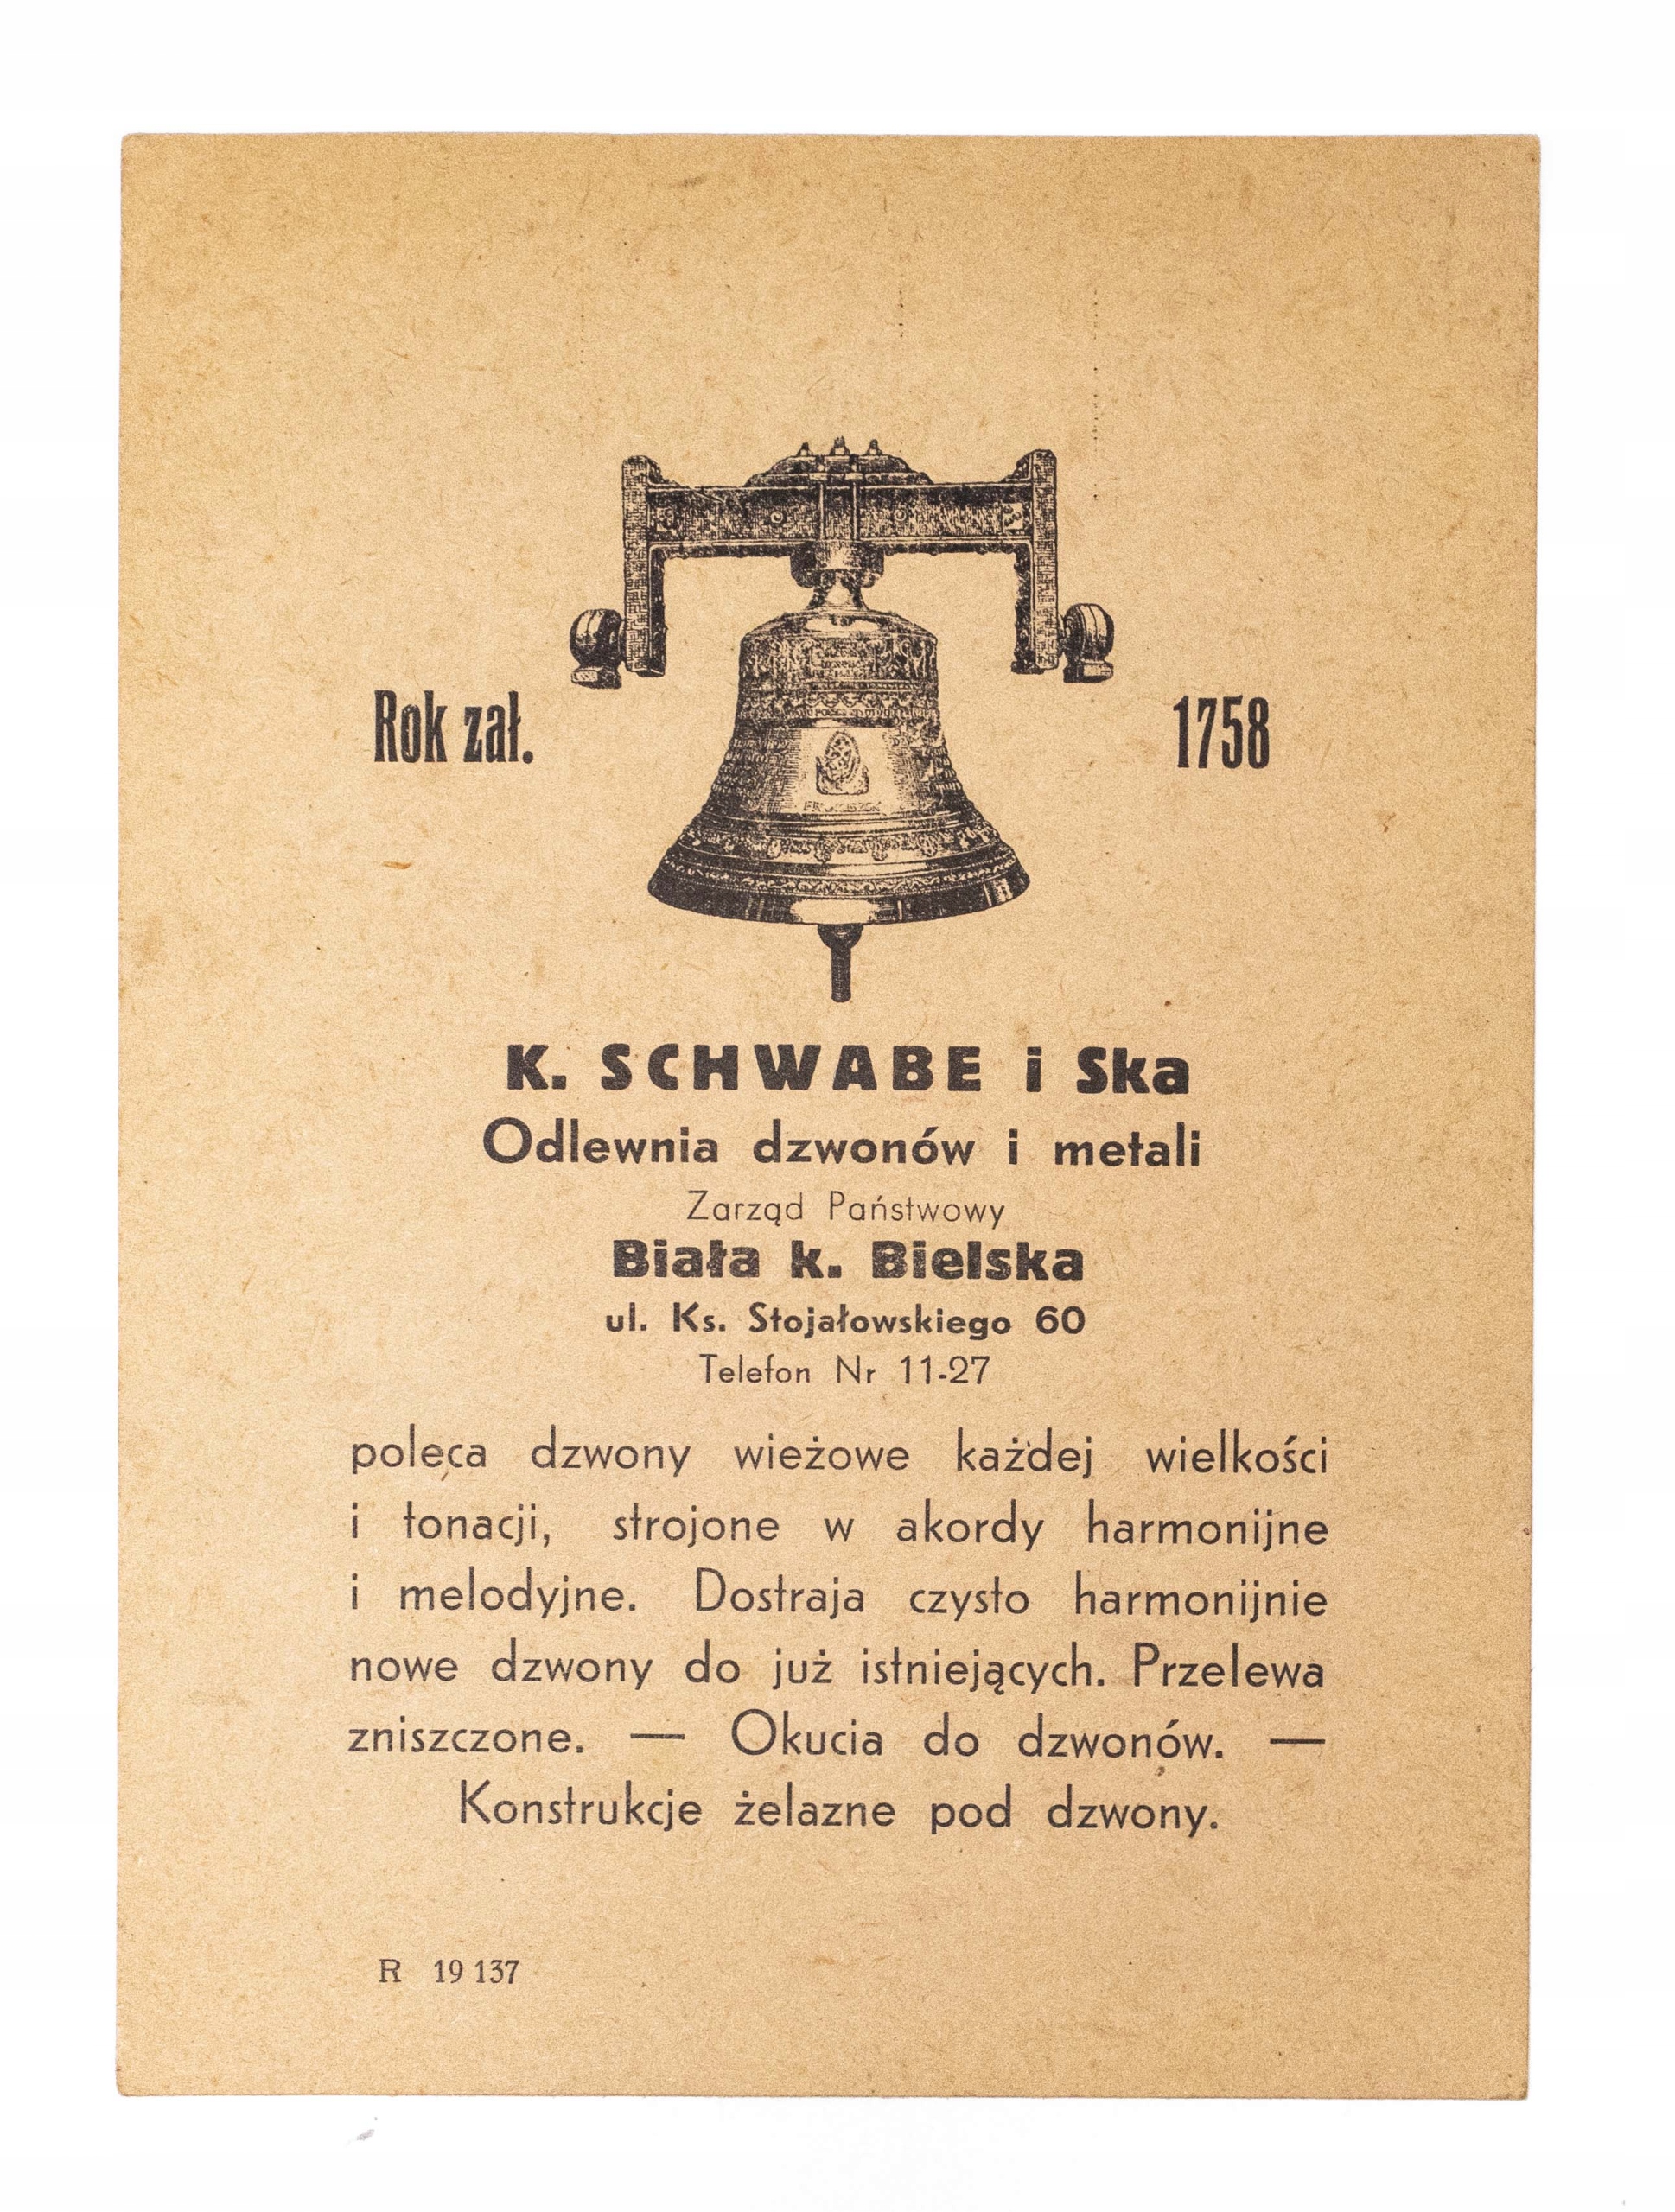 Rok zał. 1758
K. SCHWABE i Ska
Odlewnia dzwonów i metali
Zarząd Państwowy
Biała k. Bielska
ul. Ks. Stojałowskiego 60
Telefon Nr 11-27
poleca dzwony wieżowe każdej wielkości
i tonacji, strojone w akordy harmonijne
i melodyjne. Dostraja czysto harmonijnie
nowe dzwony do już istniejących. Przelewa
zniszczone. — Okucia do dzwonów. —
Konstrukcje żelazne pod dzwony.
R 19 137